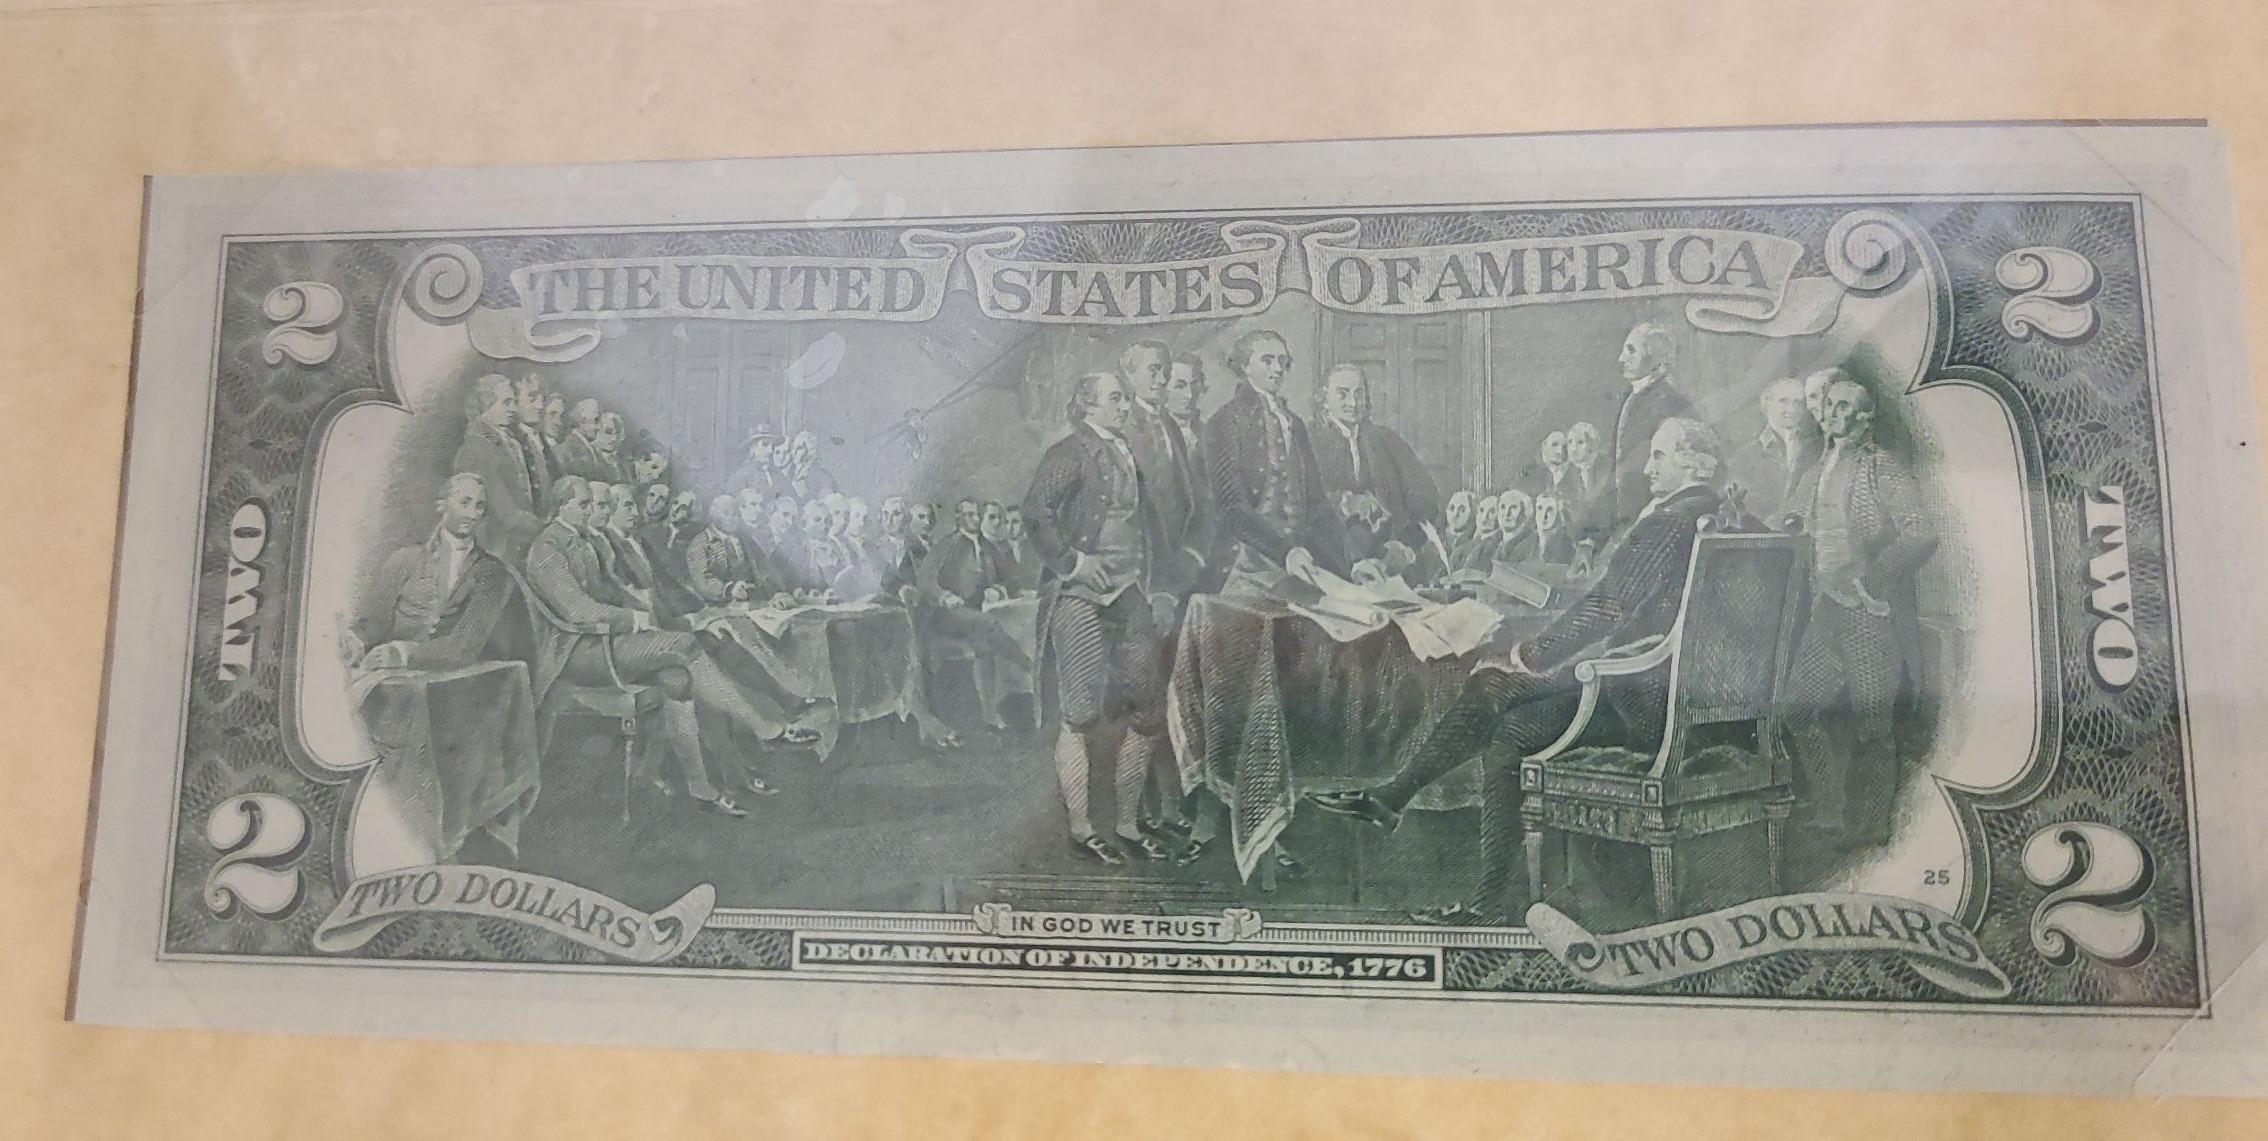 THE UNITED STATES OF AMERICA
2
2
TWO
TWO
25
2
2
TWO DOLLARS
IN GOD WE TRUST
TWO DOLLARS
DECLARATION OF INDEPENDENCE, 1776